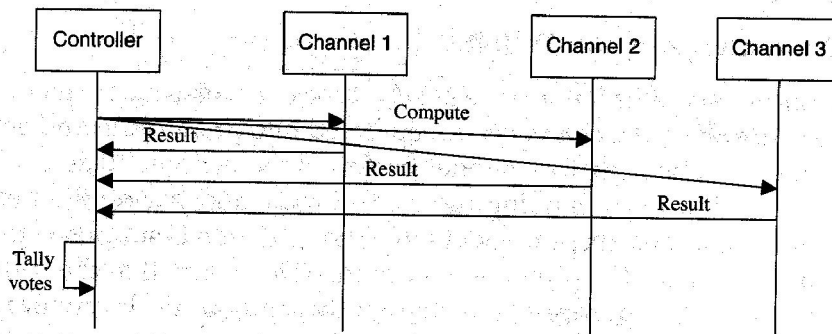 Controller
Channel 1
Channel 2
Channel 3
Compute
Result
Result
Result
Tally
votes